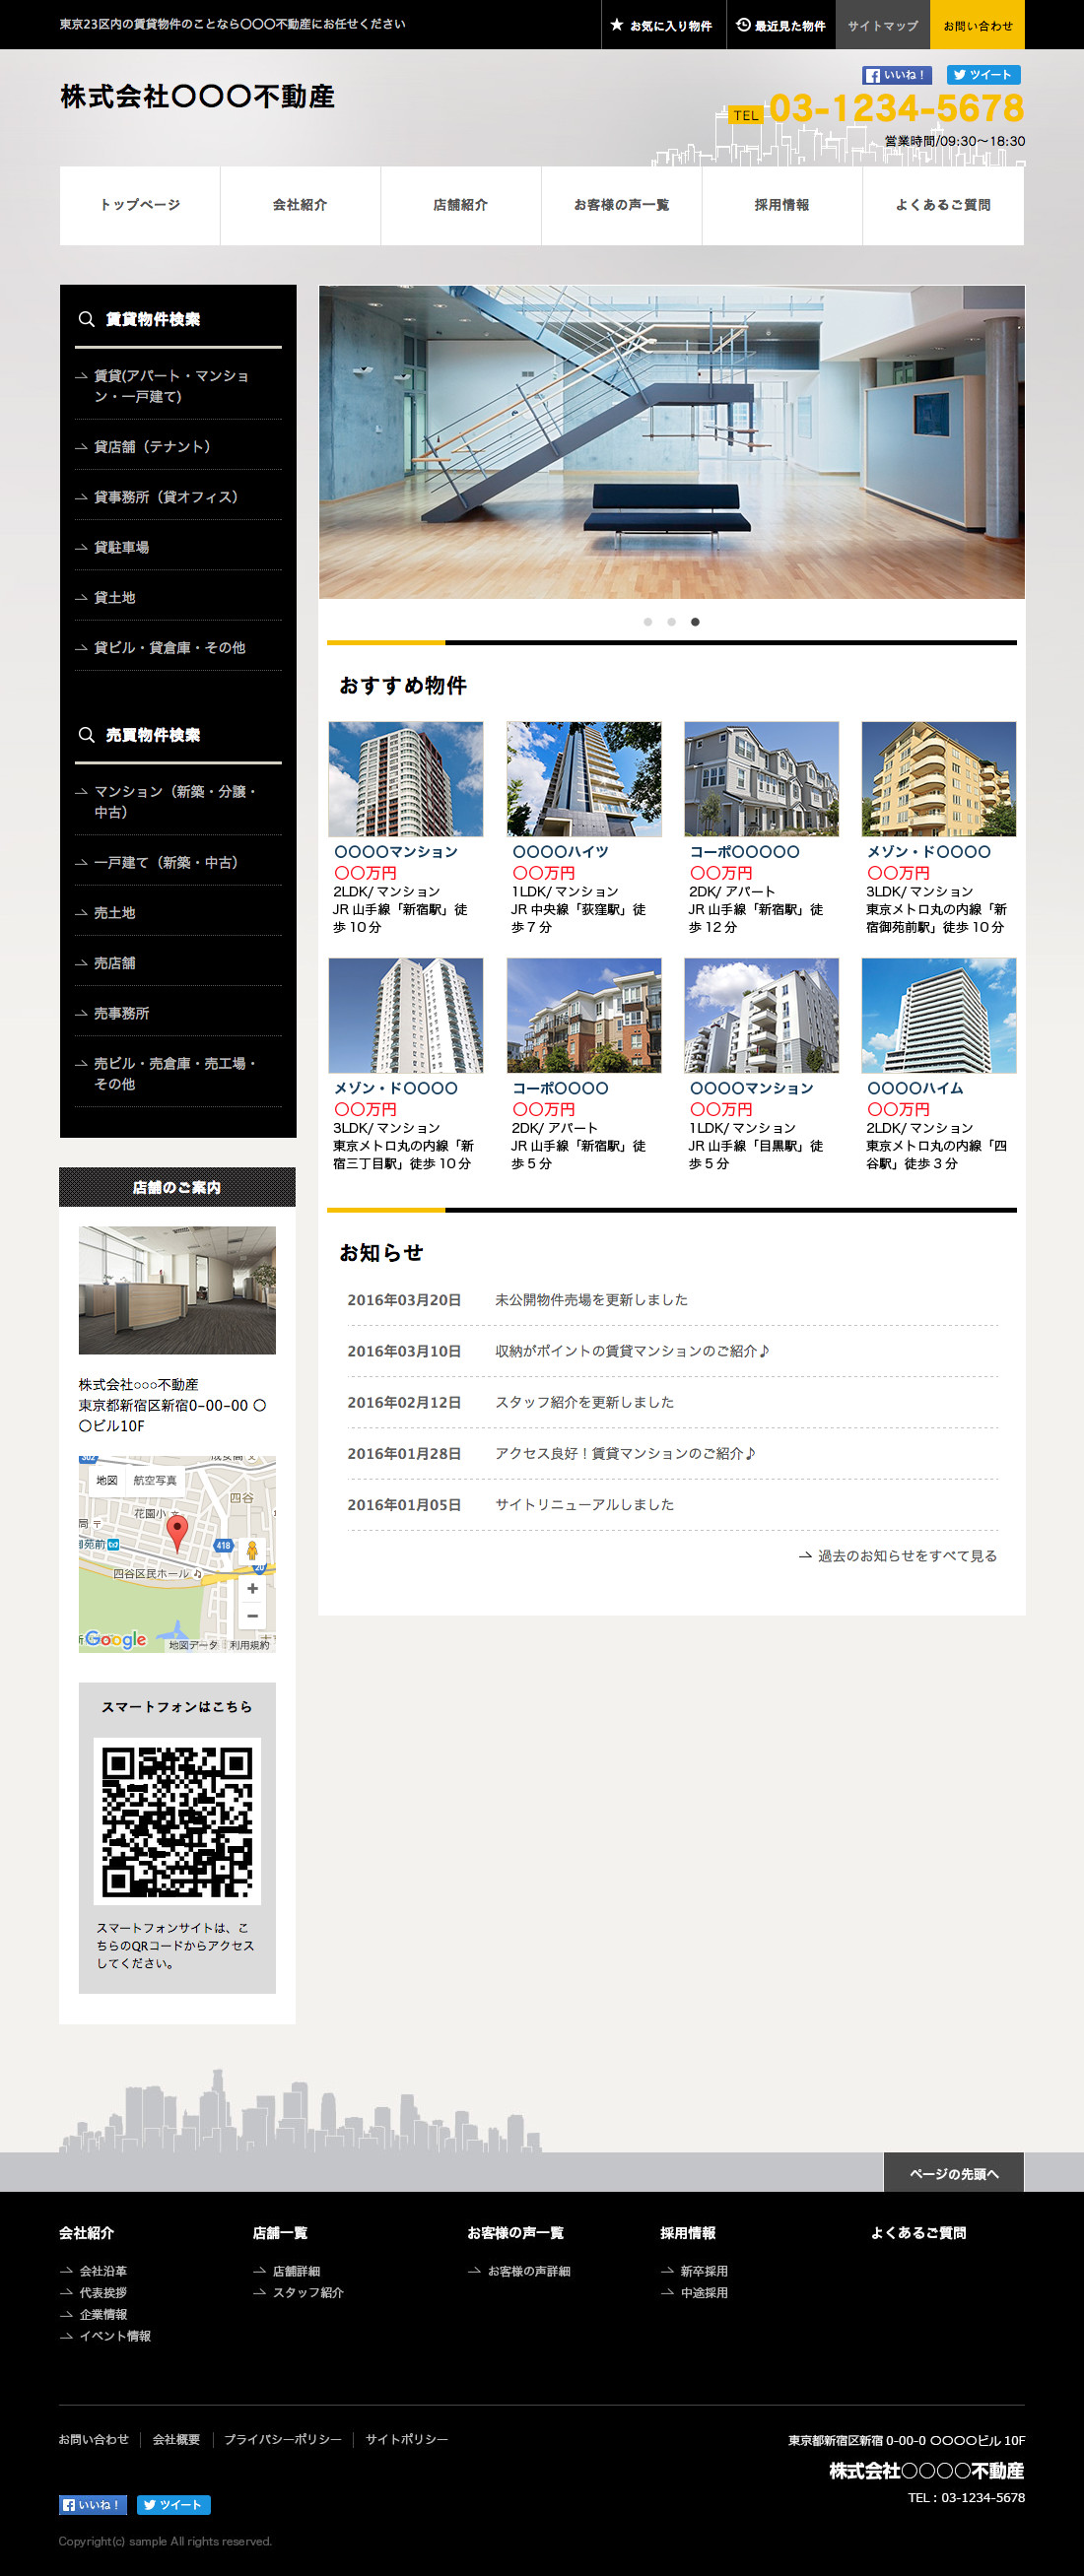 東京23区内の賃貸物件のことなら〇〇〇不動産にお任せください
お気に入り物件
最近見た物件
サイトマップ
お問い合わせ
株式会社〇〇〇不動産
いいね！
ツイート
TEL 03-1234-5678
営業時間/09:30〜18:30
トップページ
会社紹介
店舗紹介
お客様の声一覧
採用情報
よくあるご質問
賃貸物件検索
賃貸(アパート・マンショ
ン・一戸建て)
貸店舗（テナント）
貸事務所（貸オフィス）
貸駐車場
貸土地
貸ビル・貸倉庫・その他
売買物件検索
マンション（新築・分譲・
中古）
一戸建て（新築・中古）
売土地
売店舗
売事務所
売ビル・売倉庫・売工場・
その他
店舗のご案内
株式会社○○○不動産
東京都新宿区新宿0-00-00 〇
〇ビル10F
地図
航空写真
四谷
花園小
局
御苑前
418
20
四谷区民ホール
Google
地図データ
利用規約
スマートフォンはこちら
スマートフォンサイトは、こ
ちらのQRコードからアクセス
してください。
おすすめ物件
〇〇〇〇マンション
〇〇万円
2LDK/ マンション
JR 山手線「新宿駅」徒
歩 10 分
〇〇〇〇ハイツ
〇〇万円
1LDK/ マンション
JR 中央線「荻窪駅」徒
歩 7 分
コーポ〇〇〇〇〇
〇〇万円
2DK/ アパート
JR 山手線「新宿駅」徒
歩 12 分
メゾン・ド〇〇〇〇
〇〇万円
3LDK/ マンション
東京メトロ丸の内線「新
宿御苑前駅」徒歩 10 分
メゾン・ド〇〇〇〇
〇〇万円
3LDK/ マンション
東京メトロ丸の内線「新
宿三丁目駅」徒歩 10 分
コーポ〇〇〇〇
〇〇万円
2DK/ アパート
JR 山手線「新宿駅」徒
歩 5 分
〇〇〇〇マンション
〇〇万円
1LDK/ マンション
JR 山手線「目黒駅」徒
歩 5 分
〇〇〇〇ハイム
〇〇万円
2LDK/ マンション
東京メトロ丸の内線「四
谷駅」徒歩 3 分
お知らせ
2016年03月20日 未公開物件売場を更新しました
2016年03月10日 収納がポイントの賃貸マンションのご紹介♪
2016年02月12日 スタッフ紹介を更新しました
2016年01月28日 アクセス良好！賃貸マンションのご紹介♪
2016年01月05日 サイトリニューアルしました
過去のお知らせをすべて見る
ページの先頭へ
会社紹介
会社沿革
代表挨拶
企業情報
イベント情報
店舗一覧
店舗詳細
スタッフ紹介
お客様の声一覧
お客様の声詳細
採用情報
新卒採用
中途採用
よくあるご質問
お問い合わせ
会社概要
プライバシーポリシー
サイトポリシー
東京都新宿区新宿 0-00-0 〇〇〇〇ビル 10F
株式会社〇〇〇〇不動産
TEL : 03-1234-5678
いいね！
ツイート
Copyright(c) sample All rights reserved.